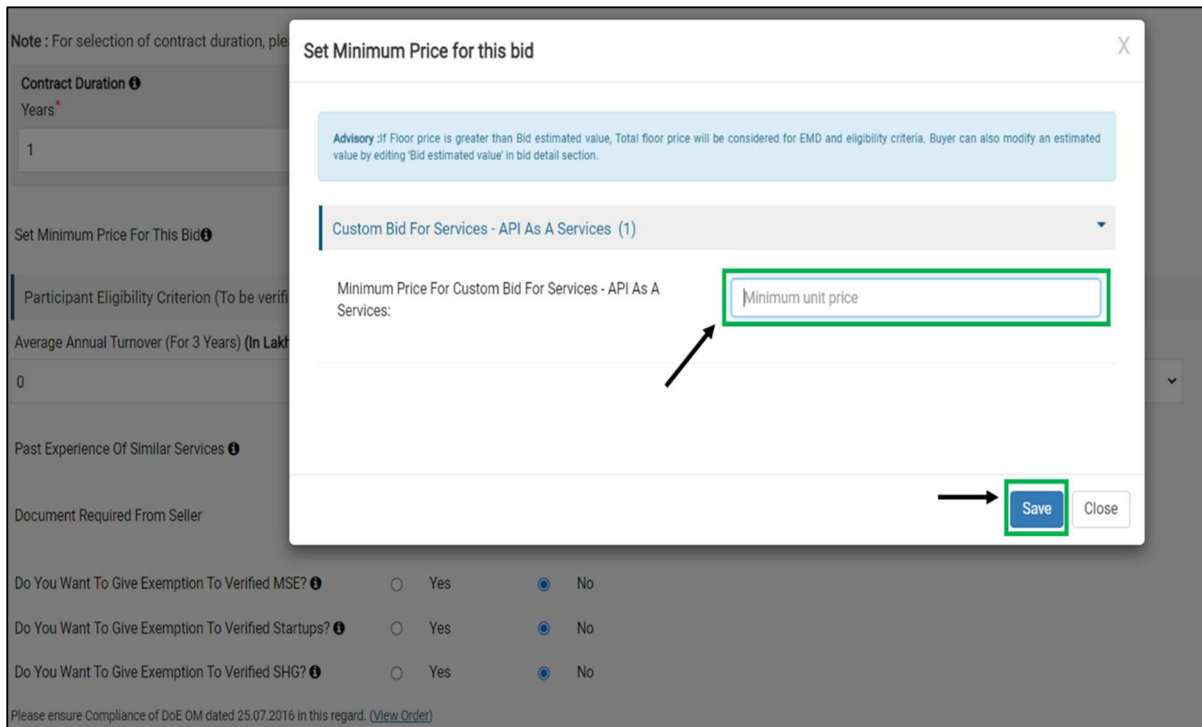 Note : For selection of contract duration, ple
Set Minimum Price for this bid
X
Contract Duration
Years*
1
Advisory :If Floor price is greater than Bid estimated value, Total floor price will be considered for EMD and eligibility criteria. Buyer can also modify an estimated
value by editing 'Bid estimated value' in bid detail section.
Custom Bid For Services - API As A Services (1)
Set Minimum Price For This Bid
Minimum Price For Custom Bid For Services - API As A
Services:
Minimum unit price
Participant Eligibility Criterion (To be verifi
Average Annual Turnover (For 3 Years) (In Lakh
0
Past Experience Of Similar Services
Document Required From Seller
Save
Close
Do You Want To Give Exemption To Verified MSE? Yes No
Do You Want To Give Exemption To Verified Startups? Yes No
Do You Want To Give Exemption To Verified SHG? Yes No
Please ensure Compliance of DoE OM dated 25.07.2016 in this regard. (View Order)